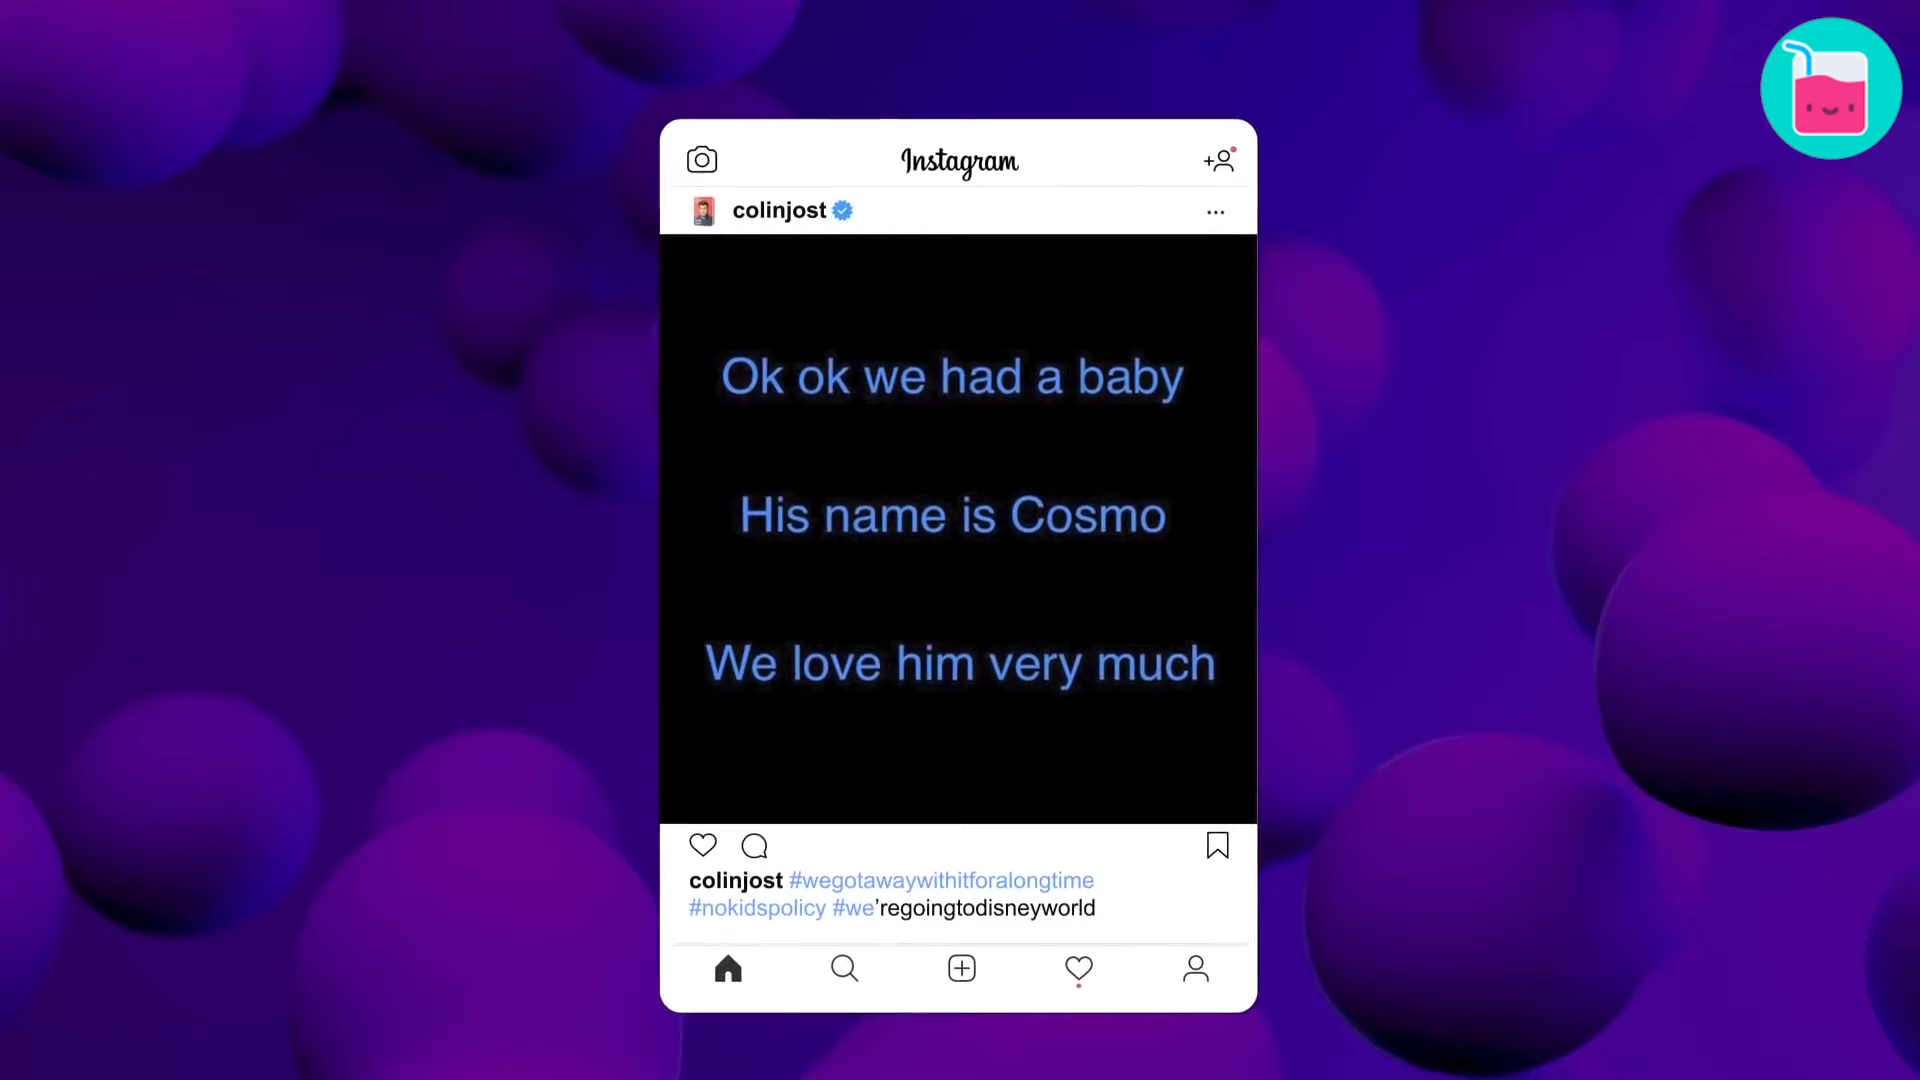 Instagram
colinjost
Ok ok we had a baby
His name is Cosmo
We love him very much
colinjost #wegotawaywithitforalongtime
#nokidspolicy #we’regoingtodisneyworld